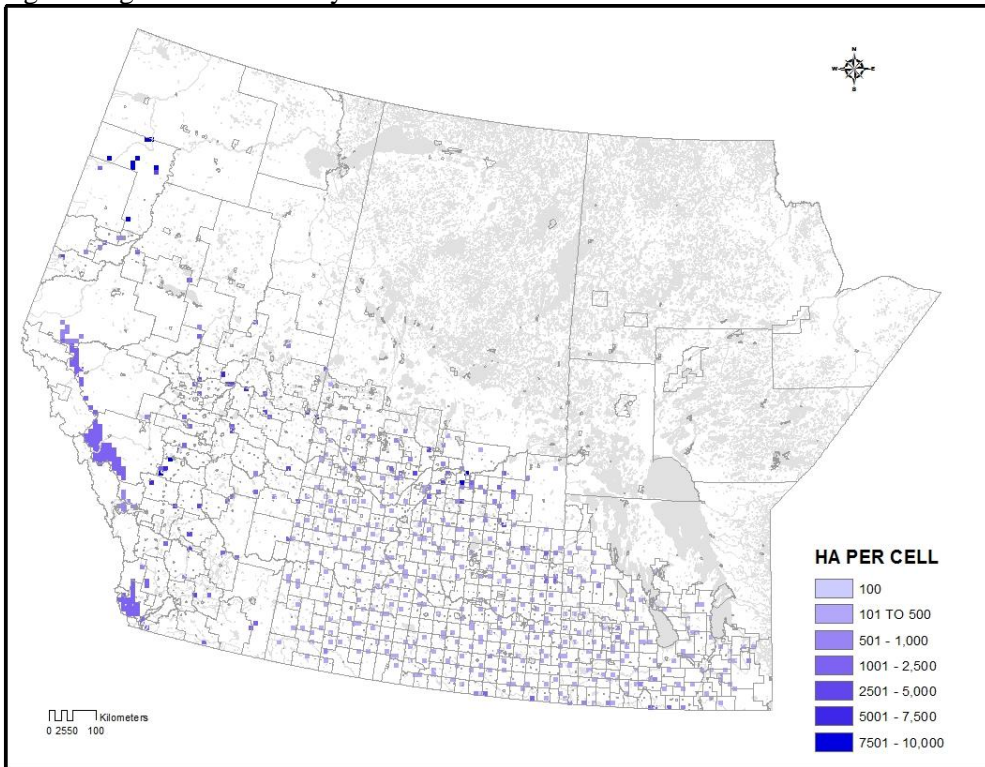 N
W E
S
HA PER CELL
100
101 TO 500
501 - 1,000
1001 - 2,500
2501 - 5,000
5001 - 7,500
7501 - 10,000
Kilometers
0 2550 100